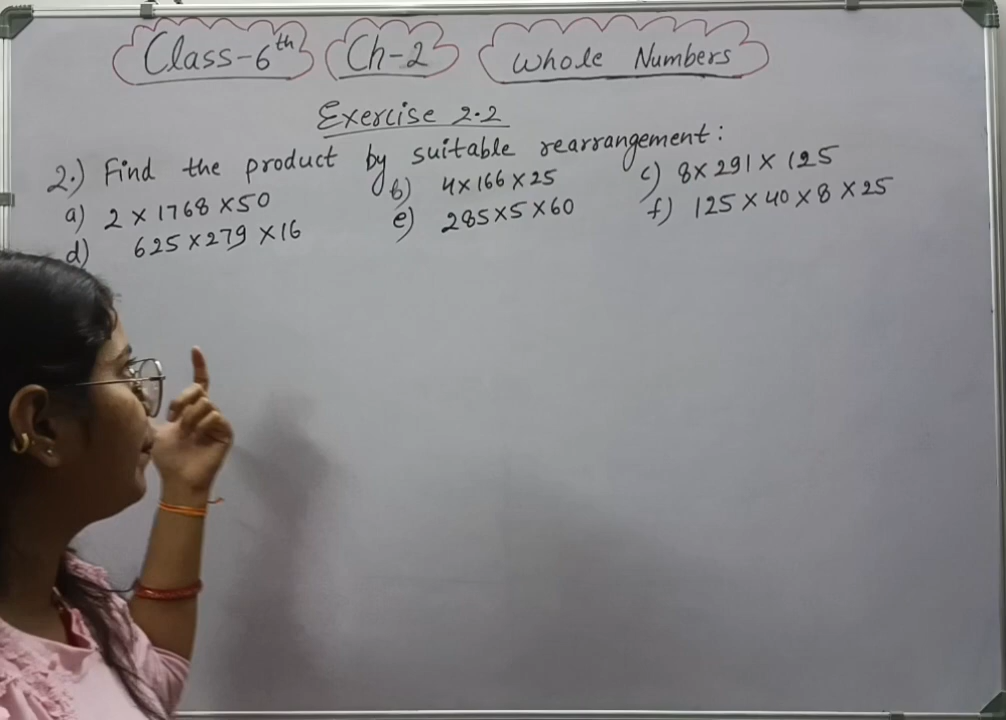 Class-6th Ch-2 Whole Numbers
Exercise 2.2
2.) Find the product by suitable rearrangement:
a) 2 × 1768 × 50 b) 4 × 166 × 25 c) 8 × 291 × 125
d) 625 × 279 × 16 e) 285 × 5 × 60 f) 125 × 40 × 8 × 25